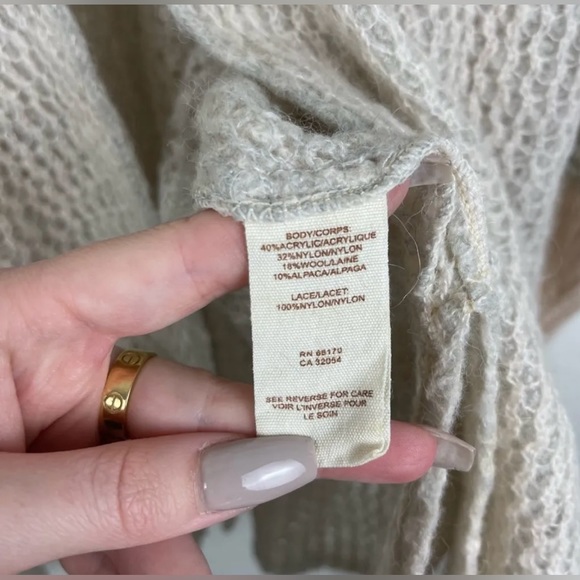 BODY/CORPS:
40%ACRYLIC/ACRYLIQUE
32%NYLON/NYLON
18%WOOL/LAINE
10%ALPACA/ALPAGA
LACE/LACET:
100%NYLON/NYLON
RN 66170
CA 32054
SEE REVERSE FOR CARE
VOIR L'INVERSE POUR
LE SOIN